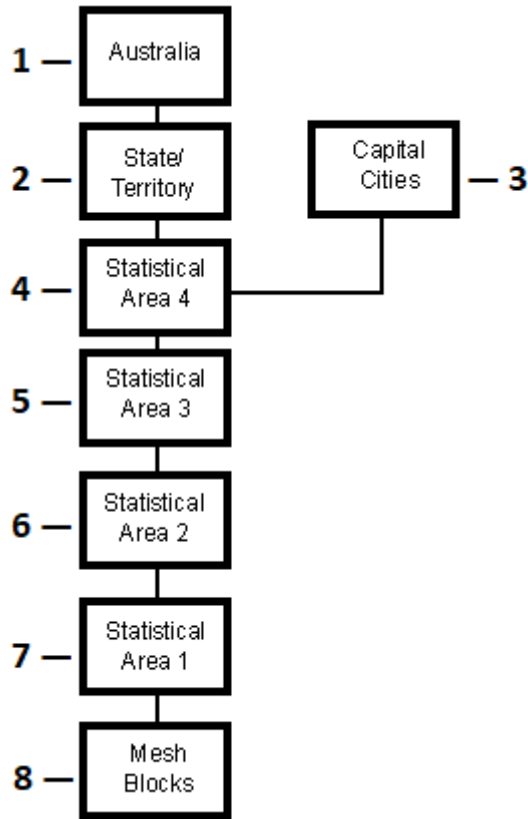 1 — Australia
2 — State/
Territory
Capital
Cities — 3
4 — Statistical
Area 4
5 — Statistical
Area 3
6 — Statistical
Area 2
7 — Statistical
Area 1
8 — Mesh
Blocks